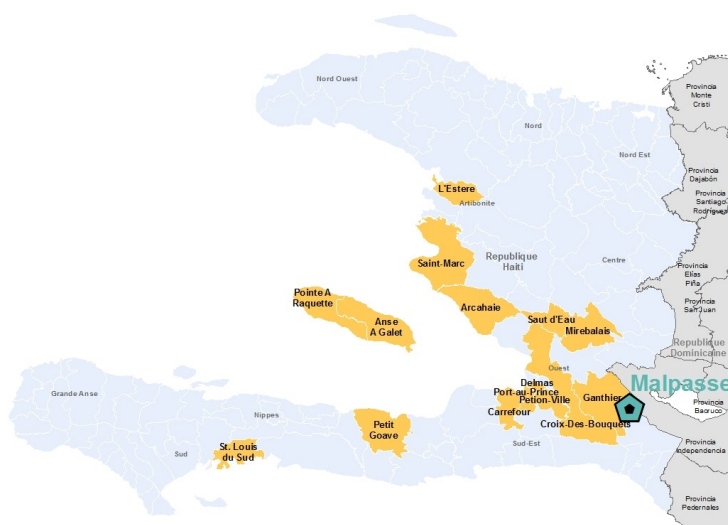 Nord Ouest
Provincia
Monte
Cristi
Nord
Nord Est
Provincia
Dajabón
L'Estere
Artibonite
Provincia
Santiago
Rodríguez
Saint-Marc
Republique
Haiti
Centre
Provincia
Elías
Piña
Pointe A
Raquette
Anse
A Galet
Arcahaie
Saut d'Eau
Mirebalais
Provincia
San Juan
Republique
Dominicaine
Ouest
Delmas
Port-au-Prince
Petion-Ville
Carrefour
Ganthier
Malpasse
Provincia
Baoruco
Grande Anse
Nippes
Petit
Goave
Croix-Des-Bouquets
Sud-Est
St. Louis
du Sud
Sud
Provincia
Independencia
Provincia
Pedernales